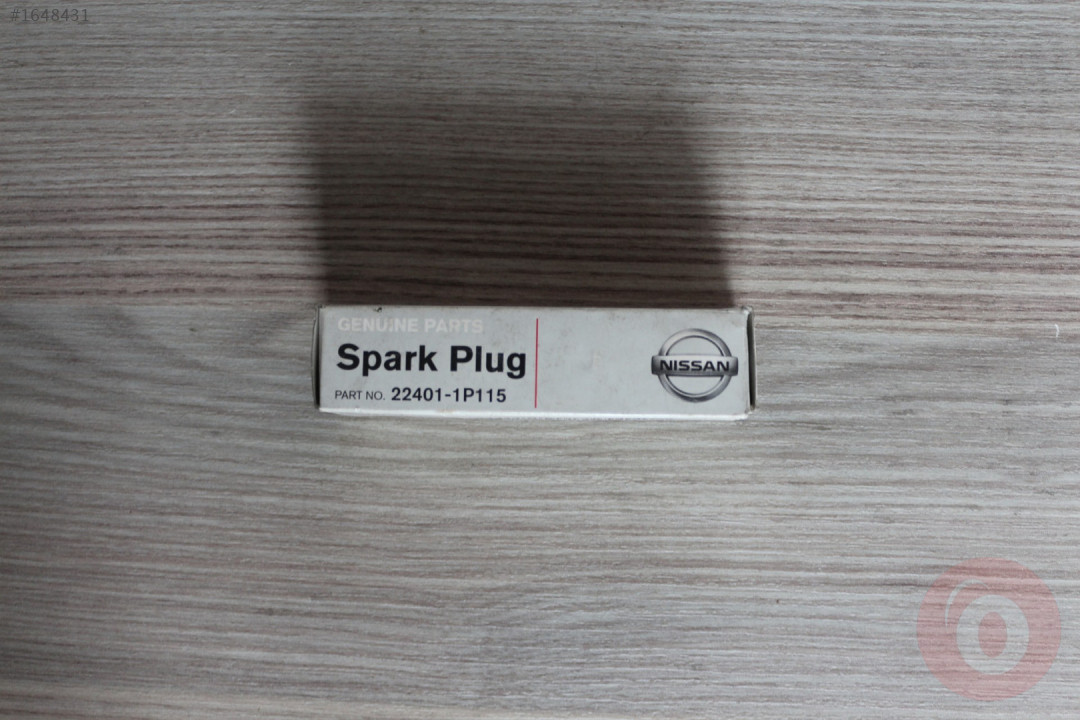 #1648431
GENUINE PARTS
Spark Plug
PART NO. 22401-1P115
NISSAN